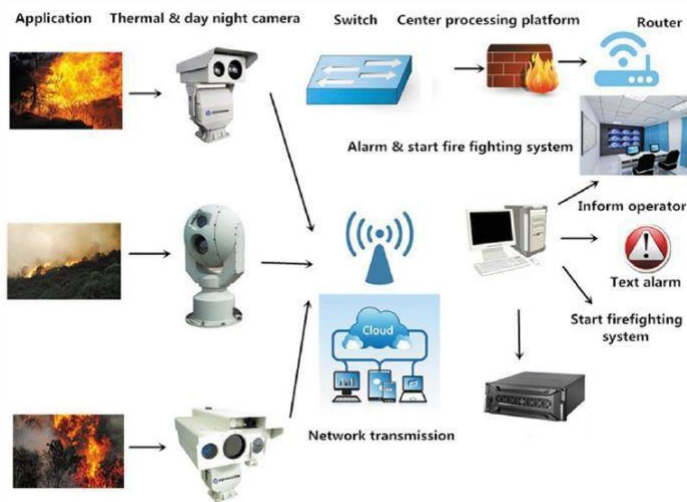 Application
Thermal & day night camera
Switch
Center processing platform
Router
Alarm & start fire fighting system
Inform operator
Text alarm
Start firefighting
system
Cloud
Network transmission